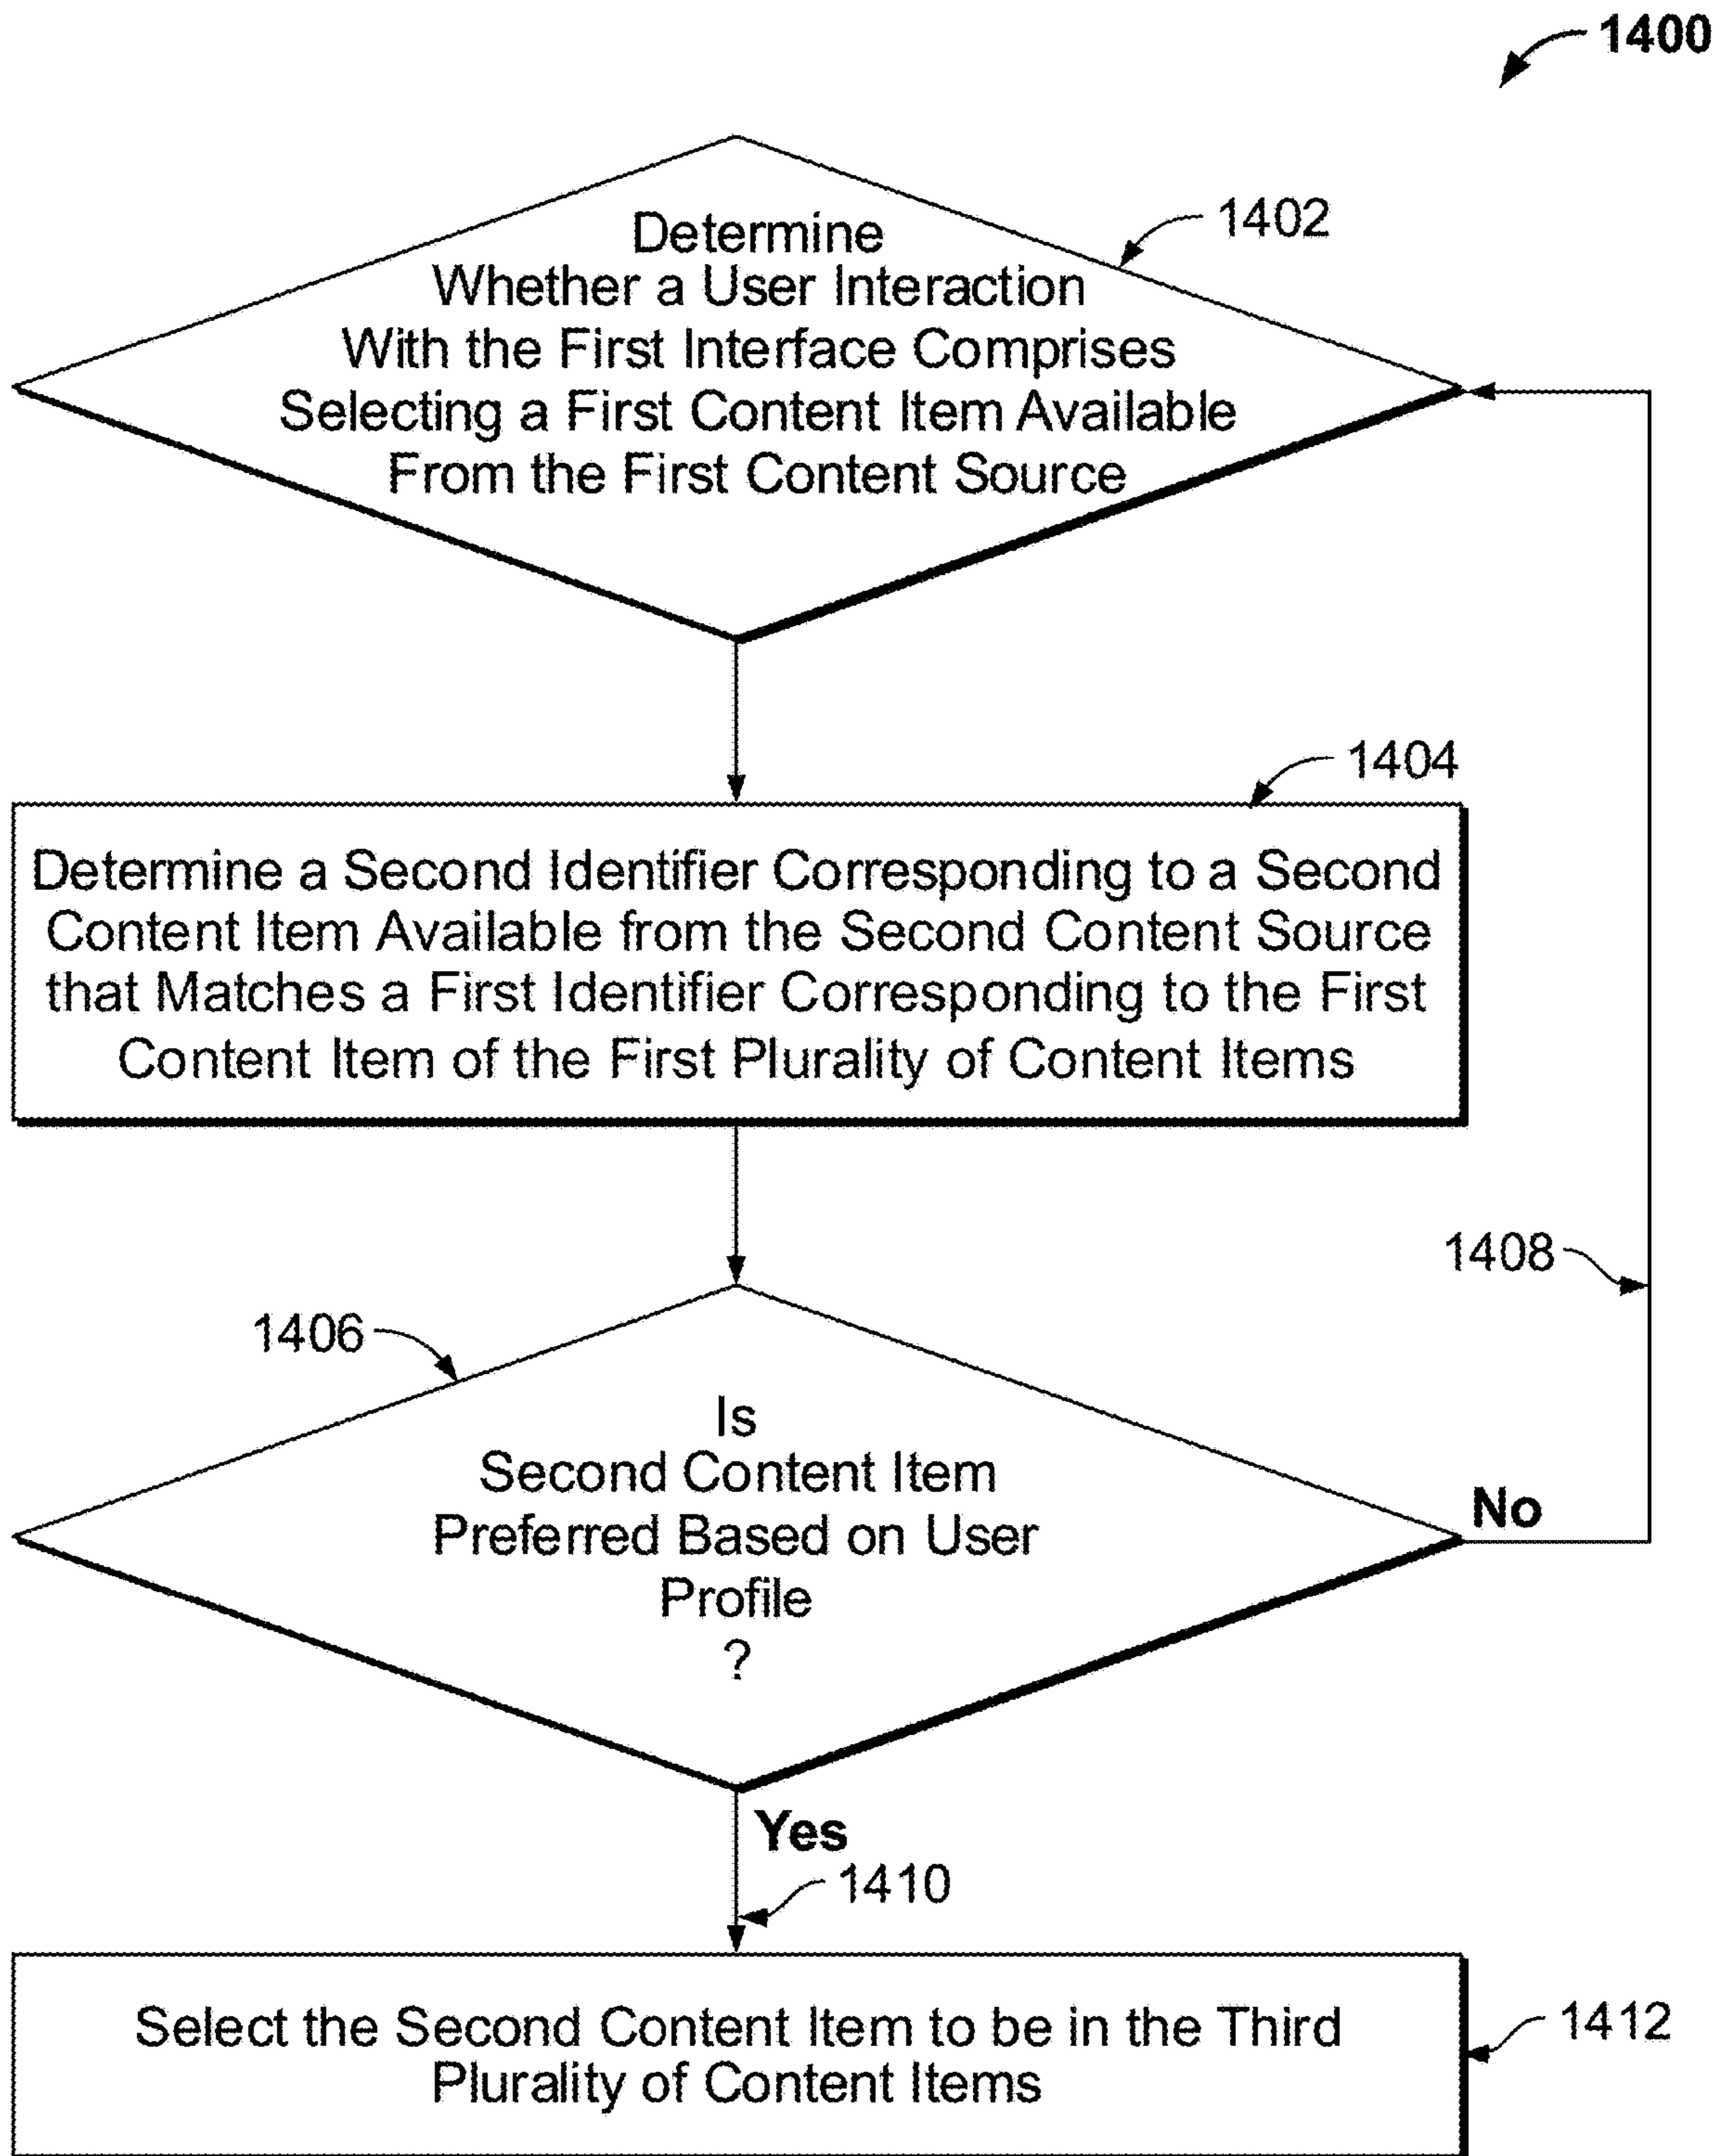 1400
Determine
1402
Whether a User Interaction
With the First Interface Comprises
Selecting a First Content Item Available
From the First Content Source
1404
Determine a Second Identifier Corresponding to a Second
Content Item Available from the Second Content Source
that Matches a First Identifier Corresponding to the First
Content Item of the First Plurality of Content Items
1408
1406
Is
Second Content Item
Preferred Based on User
Profile
?
No
Yes
1410
Select the Second Content Item to be in the Third
Plurality of Content Items
1412